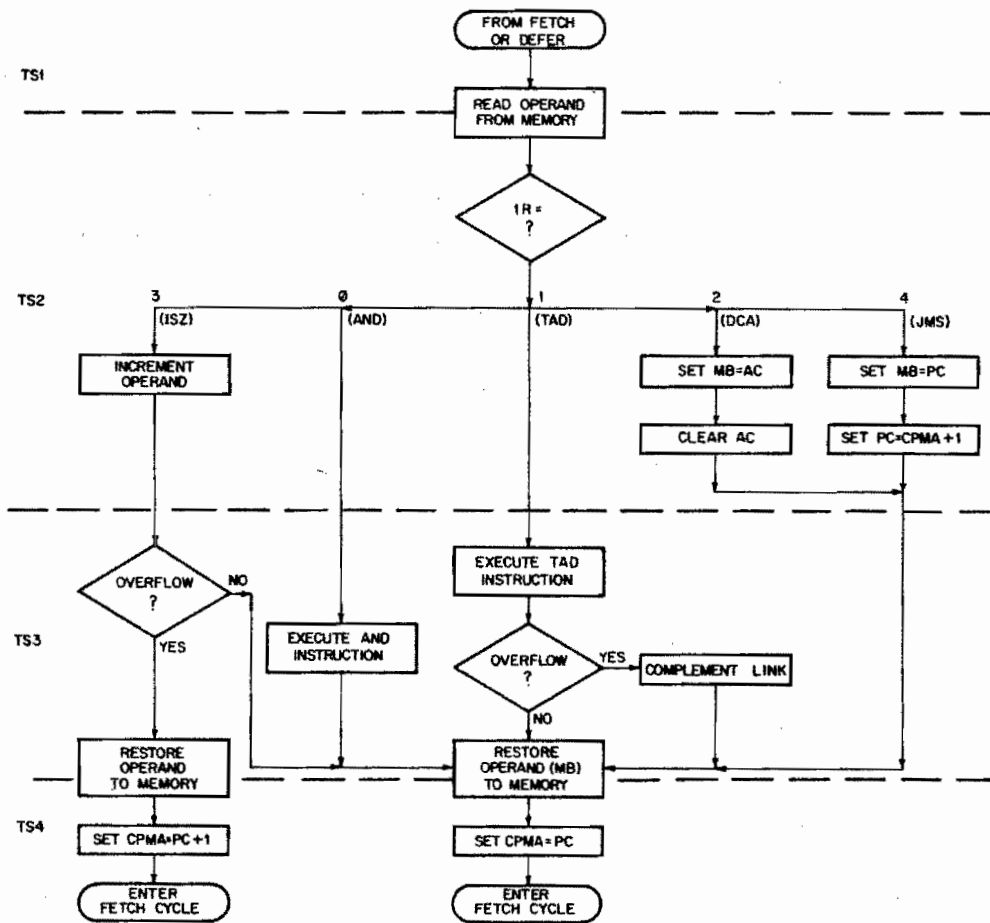 FROM FETCH
OR DEFER
TS1
READ OPERAND
FROM MEMORY
IR =
?
TS2
3
(ISZ)
0
(AND)
1
(TAD)
2
(DCA)
4
(JMS)
INCREMENT
OPERAND
SET MB=AC
SET MB=PC
CLEAR AC
SET PC=CPMA+1
EXECUTE TAD
INSTRUCTION
OVERFLOW
?
NO
YES
TS3
EXECUTE AND
INSTRUCTION
OVERFLOW
?
YES
NO
COMPLEMENT LINK
RESTORE
OPERAND
TO MEMORY
RESTORE
OPERAND (MB)
TO MEMORY
TS4
SET CPMA=PC+1
SET CPMA=PC
ENTER
FETCH CYCLE
ENTER
FETCH CYCLE